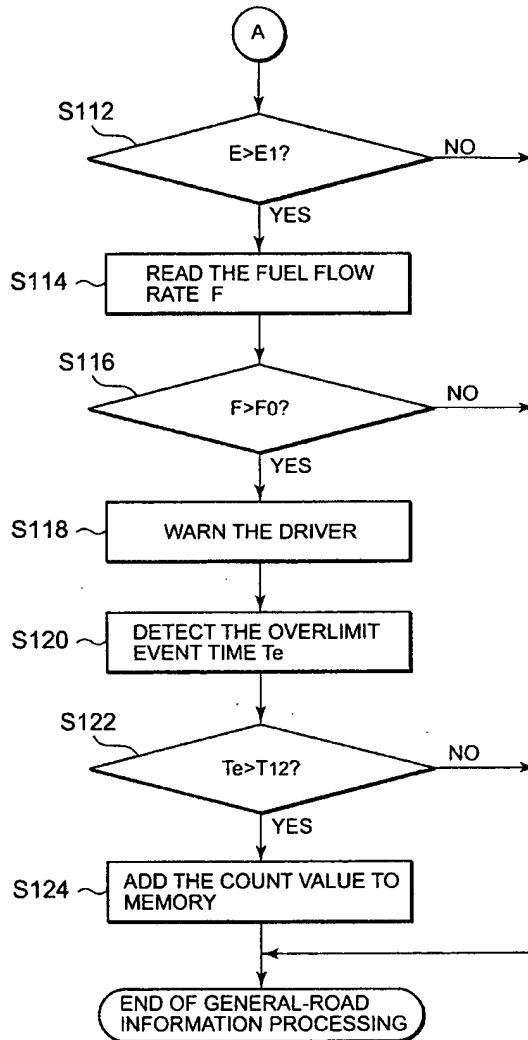 A
S112
E>E1?
NO
YES
S114
READ THE FUEL FLOW
RATE F
S116
F>F0?
NO
YES
S118
WARN THE DRIVER
S120
DETECT THE OVERLIMIT
EVENT TIME Te
S122
Te>T12?
NO
YES
S124
ADD THE COUNT VALUE TO
MEMORY
END OF GENERAL-ROAD
INFORMATION PROCESSING